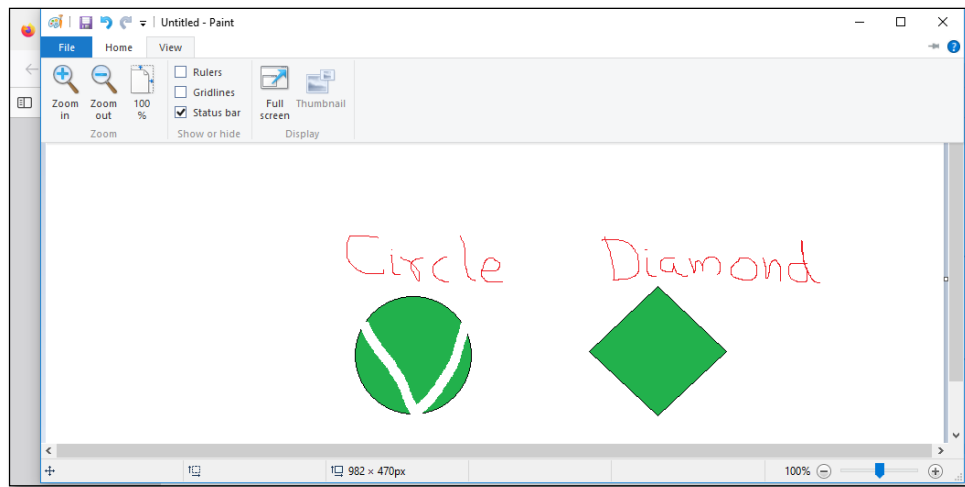 Untitled - Paint
File Home View
Zoom in
Zoom out
100 %
Zoom
Rulers
Gridlines
Status bar
Show or hide
Full screen
Thumbnail
Display
Circle Diamond
982 × 470px
100%